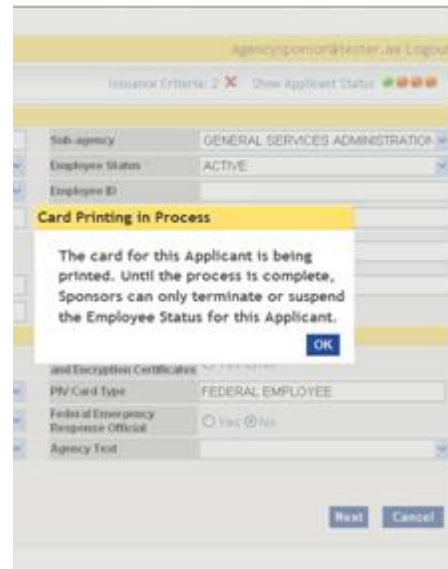 agencysponsor@tester.ae Logout
Issuance Criteria: 2 Show Applicant Status
Sub-agency GENERAL SERVICES ADMINISTRATION
Employee Status ACTIVE
Employee ID
Card Printing in Process
The card for this Applicant is being
printed. Until the process is complete,
Sponsors can only terminate or suspend
the Employee Status for this Applicant.
OK
and Encryption Certificates
PIV Card Type FEDERAL EMPLOYEE
Federal Emergency
Response Official Yes No
Agency Text
Next Cancel